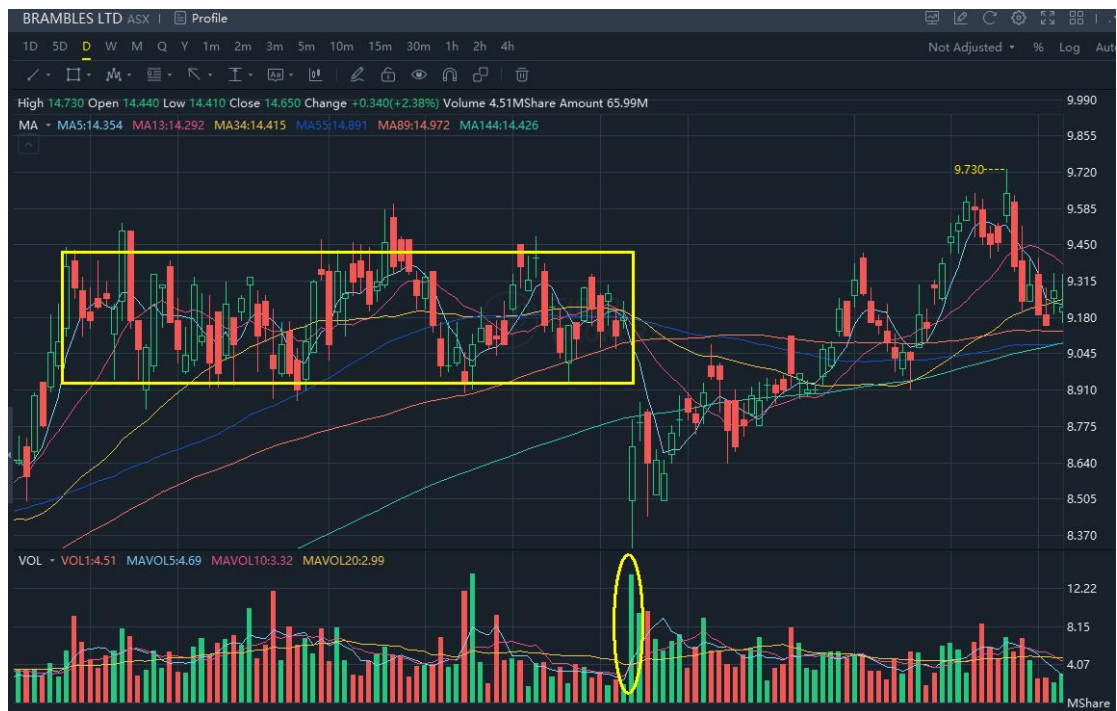 BRAMBLES LTD ASX Profile
1D 5D D W M Q Y 1m 2m 3m 5m 10m 15m 30m 1h 2h 4h Not Adjusted % Log Auto
High 14.730 Open 14.440 Low 14.410 Close 14.650 Change +0.340(+2.38%) Volume 4.51MShare Amount 65.99M
9.990
MA MA5:14.354 MA13:14.292 MA34:14.415 MA55:14.891 MA89:14.972 MA144:14.426
9.855
9.730
9.720
9.585
9.450
9.315
9.180
9.045
8.910
8.775
8.640
8.505
8.370
VOL VOL1:4.51 MAVOL5:4.69 MAVOL10:3.32 MAVOL20:2.99
12.22
8.15
4.07
MShare